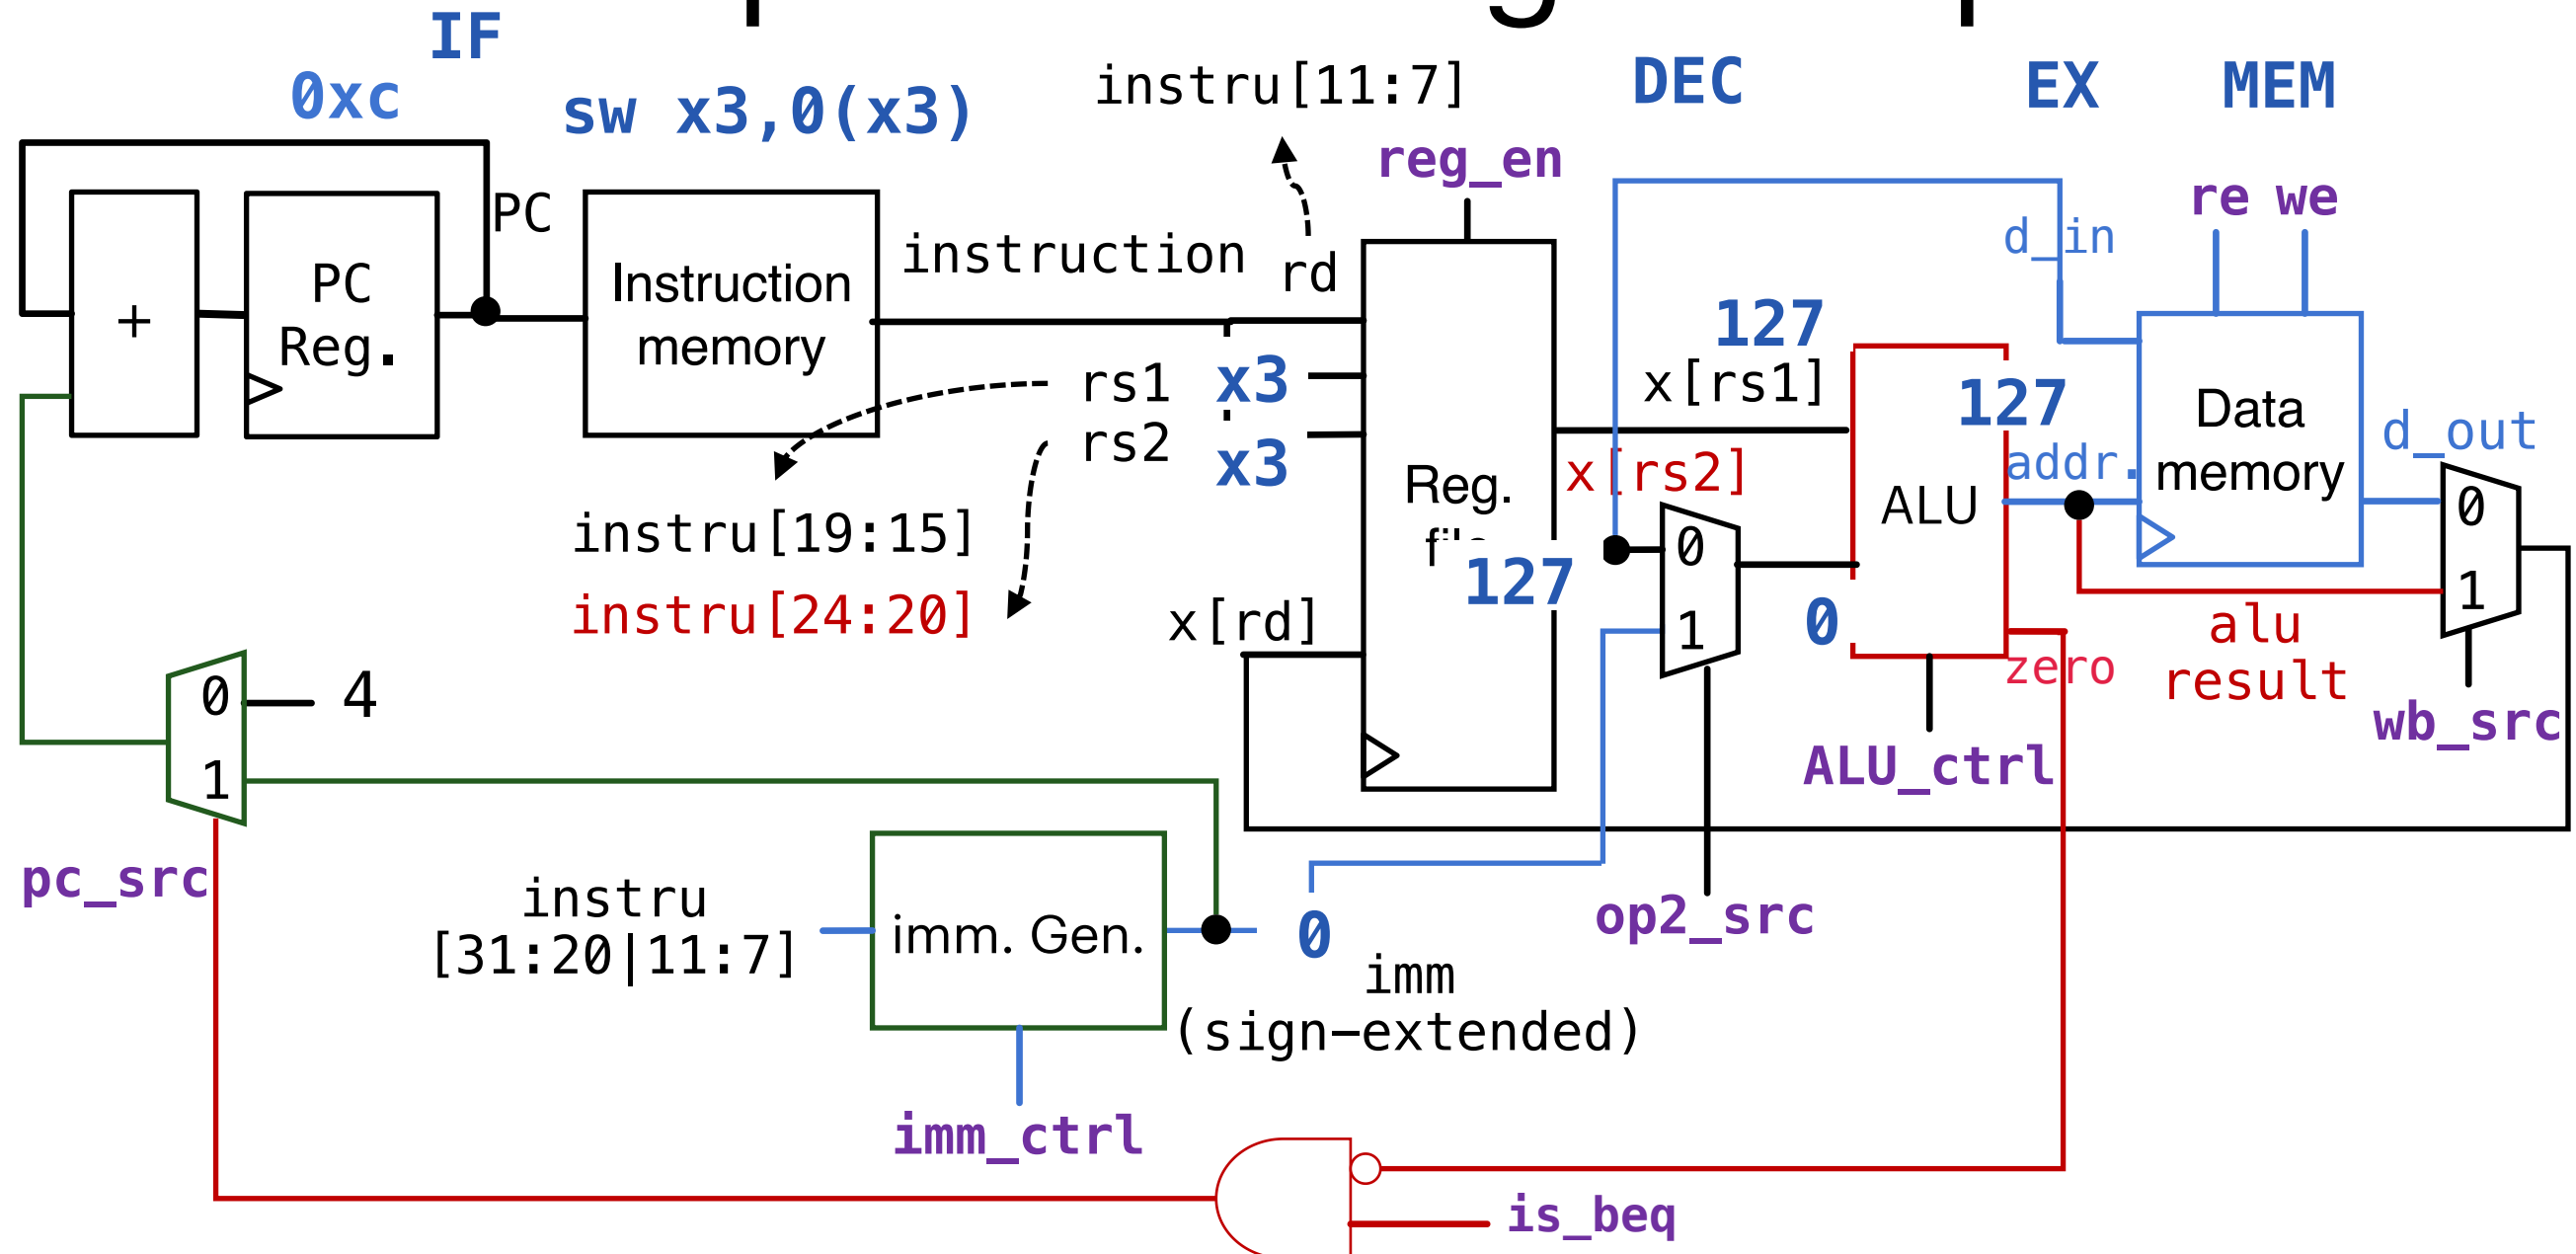 IF
DEC
EX
MEM
0xc
sw x3,0(x3)
instru[11:7]
reg_en
re we
PC
d_in
instruction
rd
PC
Reg.
+
Instruction
memory
127
x[rs1]
rs1
x3
rs2
x3
127
Data
memory
addr.
d_out
x[rs2]
Reg.
ALU
0
1
0
1
instru[19:15]
instru[24:20]
127
x[rd]
0
zero
alu
result
wb_src
0
4
1
ALU_ctrl
pc_src
instru
[31:20|11:7]
imm. Gen.
0
imm
(sign-extended)
op2_src
imm_ctrl
is_beq